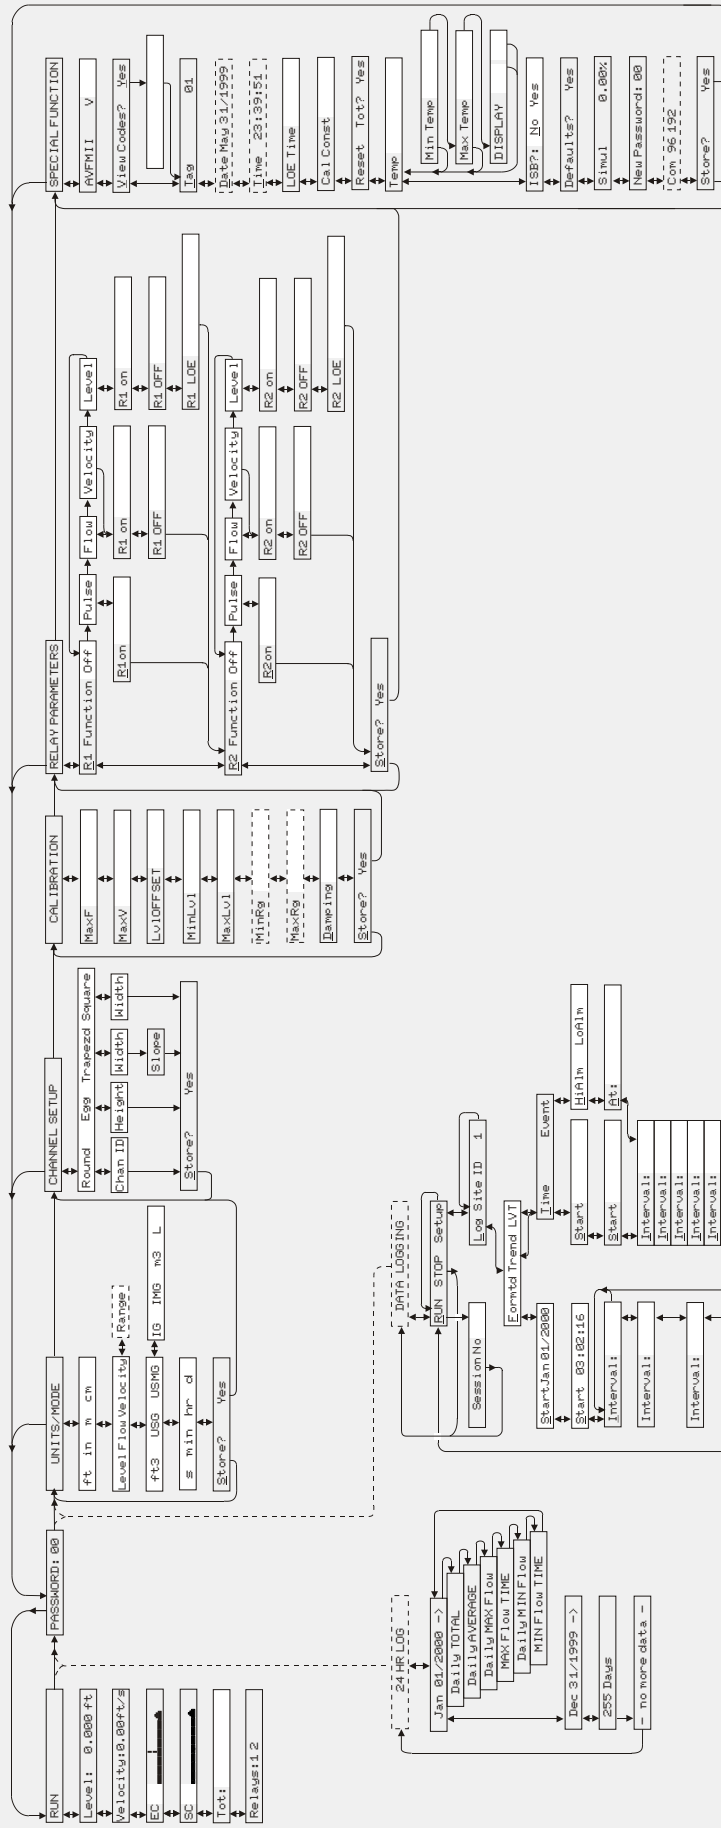 RUN
Level: 0.000 ft
Velocity:0.00ft/s
EC
SC
Tot:
Relays:1 2
PASSWORD: 00
24 HR LOG
Jan 01/2000 ->
Daily TOTAL
Daily AVERAGE
Daily MAX Flow
MAX Flow TIME
Daily MIN Flow
MIN Flow TIME
Dec 31/1999 ->
255 Days
- no more data -
UNITS/MODE
ft in m cm
Level Flow Velocity
Range
ft3 USG USMG
IG IMG m3 L
s min hr d
Store? Yes
DATA LOGGING
RUN STOP Setup
Session No
Log Site ID 1
Formtd Trend LVT
StartJan 01/2000
Start 03:02:16
Interval:
Interval:
Interval:
Time Event
Start
Start
HiAlm LoAlm
At:
Interval:
Interval:
Interval:
Interval:
Interval:
CHANNEL SETUP
Round Egg Trapezd Square
Chan ID
Height
Width
Width
Slope
Store? Yes
CALIBRATION
MaxF
MaxV
LvlOFFSET
MinLvl
MaxLvl
MinRg
MaxRg
Damping
Store? Yes
RELAY PARAMETERS
R1 Function Off
Pulse
Flow
Velocity
Level
R1on
R1 on
R1 on
R1 OFF
R1 OFF
R1 LOE
R2 Function Off
Pulse
Flow
Velocity
Level
R2on
R2 on
R2 on
R2 OFF
R2 OFF
R2 LOE
Store? Yes
SPECIAL FUNCTION
AVFMII V
View Codes? Yes
Tag 01
Date May 31/1999
Time 23:39:51
LOE Time
Cal Const
Reset Tot? Yes
Temp
Min Temp
Max Temp
DISPLAY
ISB?: No Yes
Defaults? Yes
Simul 0.00%
New Password: 00
Com 96 192
Store? Yes